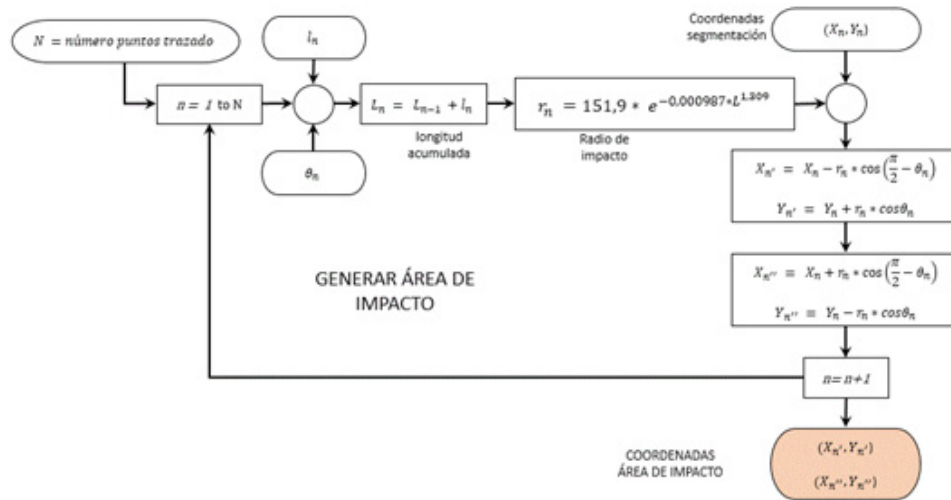 N = número puntos trazado
l_n
Coordenadas
segmentación
(X_n, Y_n)
n = 1 to N
L_n = L_{n-1} + l_n
r_n = 151,9 * e^{-0,000987*L^{1,309}}
longitud
acumulada
Radio de
impacto
θ_n
X_{n'} = X_n − r_n * cos(π/2 − θ_n)
Y_{n'} = Y_n + r_n * cosθ_n
GENERAR ÁREA DE
IMPACTO
X_{n''} = X_n + r_n * cos(π/2 − θ_n)
Y_{n''} = Y_n − r_n * cosθ_n
n= n+1
COORDENADAS
ÁREA DE IMPACTO
(X_{n'}, Y_{n'})
(X_{n''}, Y_{n''})